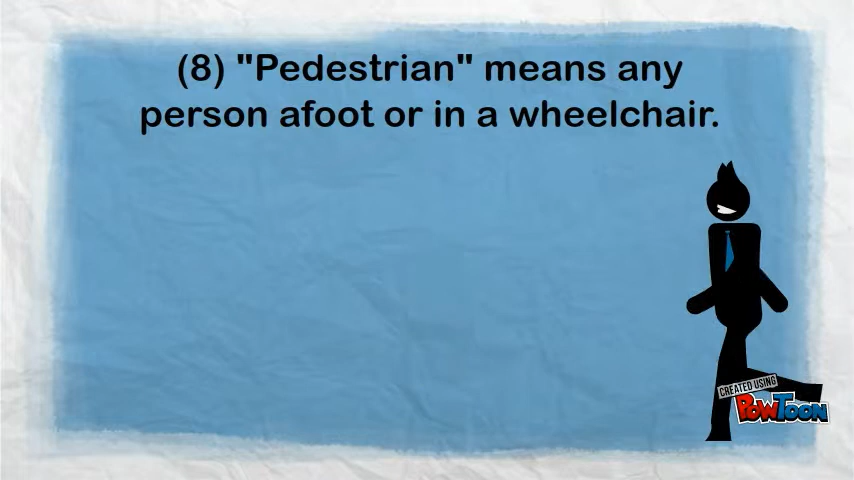 (8) "Pedestrian" means any
person afoot or in a wheelchair.
CREATED USING
POWTOON